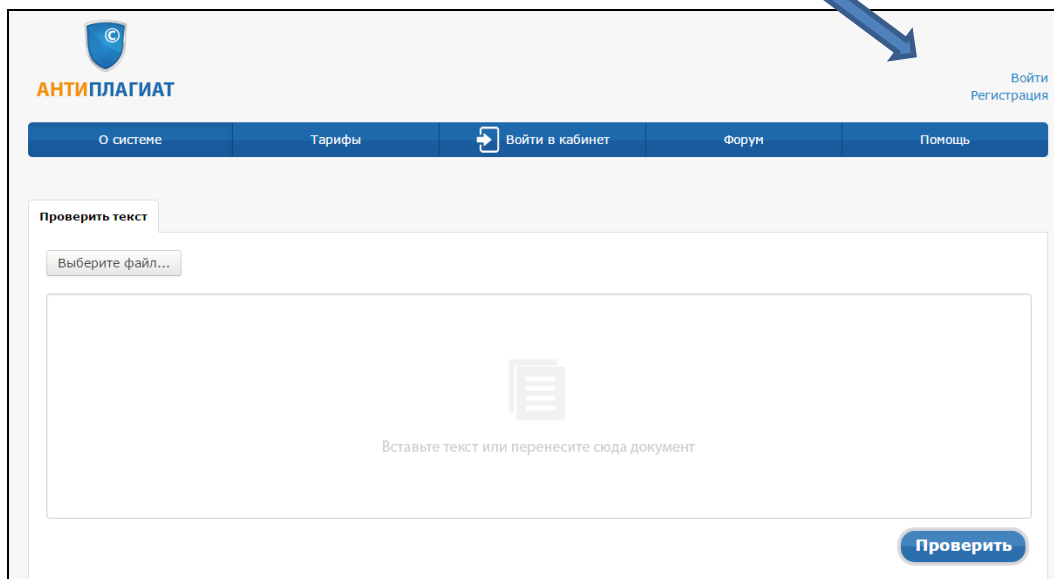 ©
АНТИПЛАГИАТ
Войти
Регистрация
О системе Тарифы Войти в кабинет Форум Помощь
Проверить текст
Выберите файл...
Вставьте текст или перенесите сюда документ
Проверить